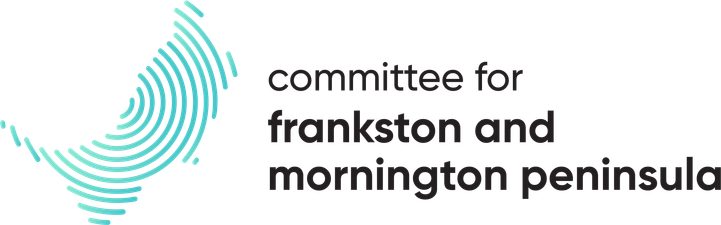 committee for
frankston and
mornington peninsula